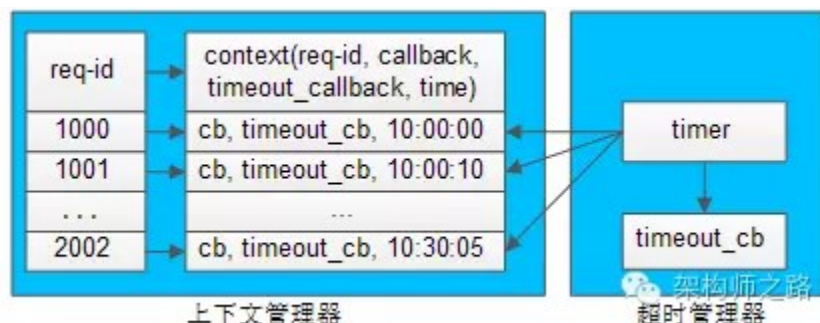 req-id
context(req-id, callback,
timeout_callback, time)
1000
cb, timeout_cb, 10:00:00
1001
cb, timeout_cb, 10:00:10
...
...
2002
cb, timeout_cb, 10:30:05
上下文管理器
timer
timeout_cb
架构师之路
超时管理器